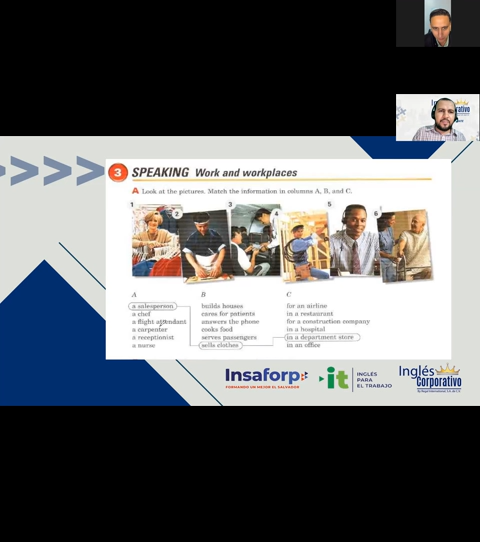 3 SPEAKING Work and workplaces
A Look at the pictures. Match the information in columns A, B, and C.
1 2 3 4 5 6
A B C
a salesperson builds houses for an airline
a chef cares for patients in a restaurant
a flight attendant answers the phone for a construction company
a carpenter cooks food in a hospital
a receptionist serves passengers in a department store
a nurse sells clothes in an office
Insaforp
FORMANDO UN MEJOR EL SALVADOR
it
INGLÉS
PARA
EL TRABAJO
Inglés
Corporativo